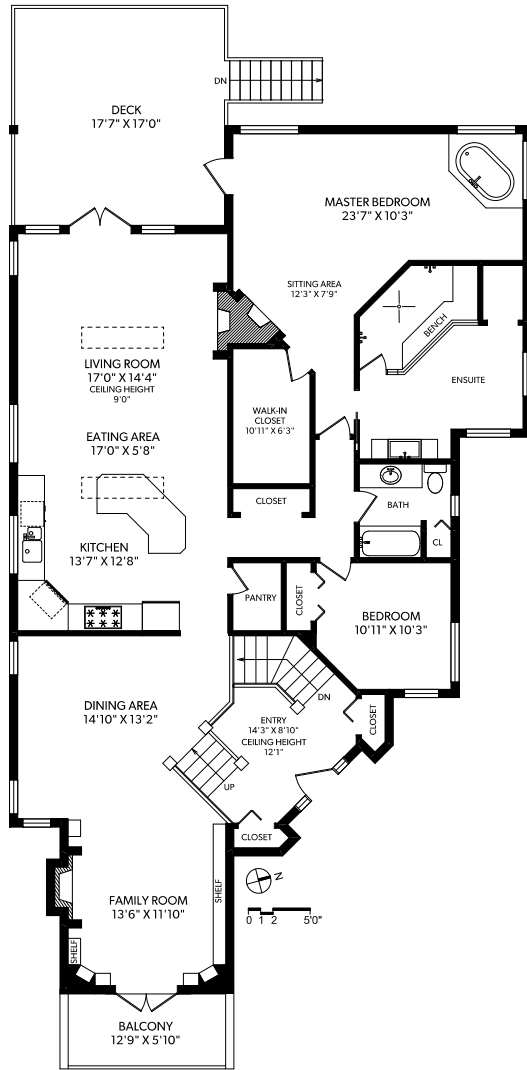 DN
DECK
17'7" X 17'0"
MASTER BEDROOM
23'7" X 10'3"
SITTING AREA
12'3" X 7'9"
BENCH
LIVING ROOM
17'0" X 14'4"
CEILING HEIGHT
9'0"
ENSUITE
WALK-IN
CLOSET
10'11" X 6'3"
EATING AREA
17'0" X 5'8"
CLOSET
BATH
KITCHEN
13'7" X 12'8"
CL
PANTRY
CLOSET
BEDROOM
10'11" X 10'3"
DN
DINING AREA
14'10" X 13'2"
ENTRY
14'3" X 8'10"
CEILING HEIGHT
12'1"
CLOSET
UP
CLOSET
N
SHELF
FAMILY ROOM
13'6" X 11'10"
0 1 2 5'0"
SHELF
BALCONY
12'9" X 5'10"